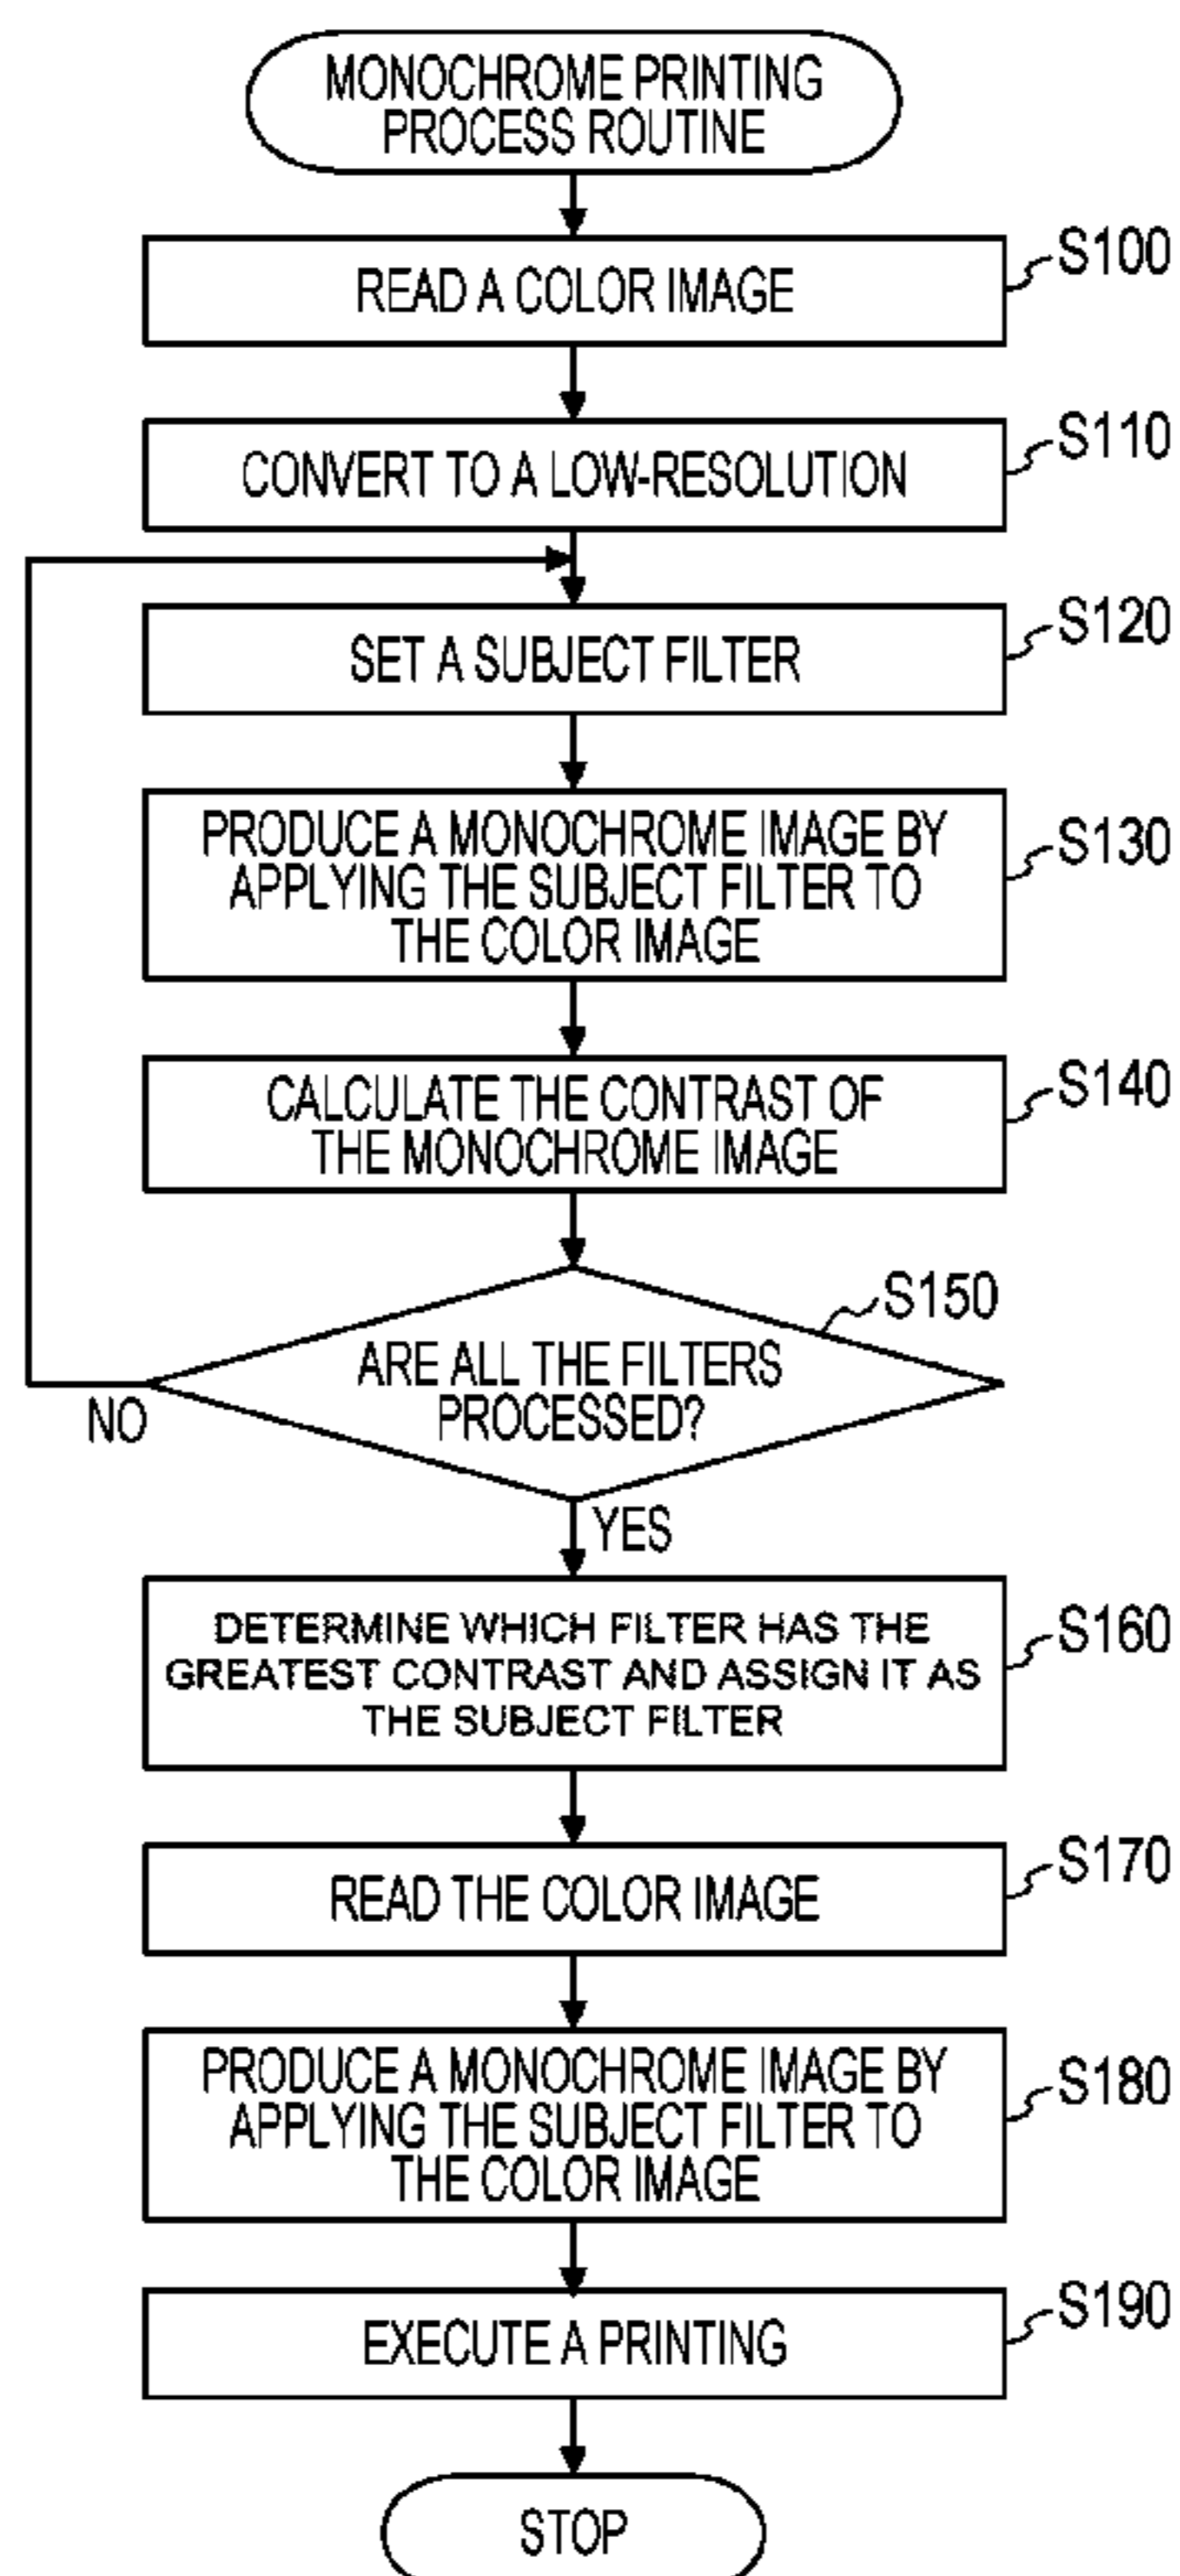 MONOCHROME PRINTING
PROCESS ROUTINE
READ A COLOR IMAGE
S100
CONVERT TO A LOW-RESOLUTION
S110
SET A SUBJECT FILTER
S120
PRODUCE A MONOCHROME IMAGE BY
APPLYING THE SUBJECT FILTER TO
THE COLOR IMAGE
S130
CALCULATE THE CONTRAST OF
THE MONOCHROME IMAGE
S140
ARE ALL THE FILTERS
PROCESSED?
S150
NO
YES
DETERMINE WHICH FILTER HAS THE
GREATEST CONTRAST AND ASSIGN IT AS
THE SUBJECT FILTER
S160
READ THE COLOR IMAGE
S170
PRODUCE A MONOCHROME IMAGE BY
APPLYING THE SUBJECT FILTER TO
THE COLOR IMAGE
S180
EXECUTE A PRINTING
S190
STOP